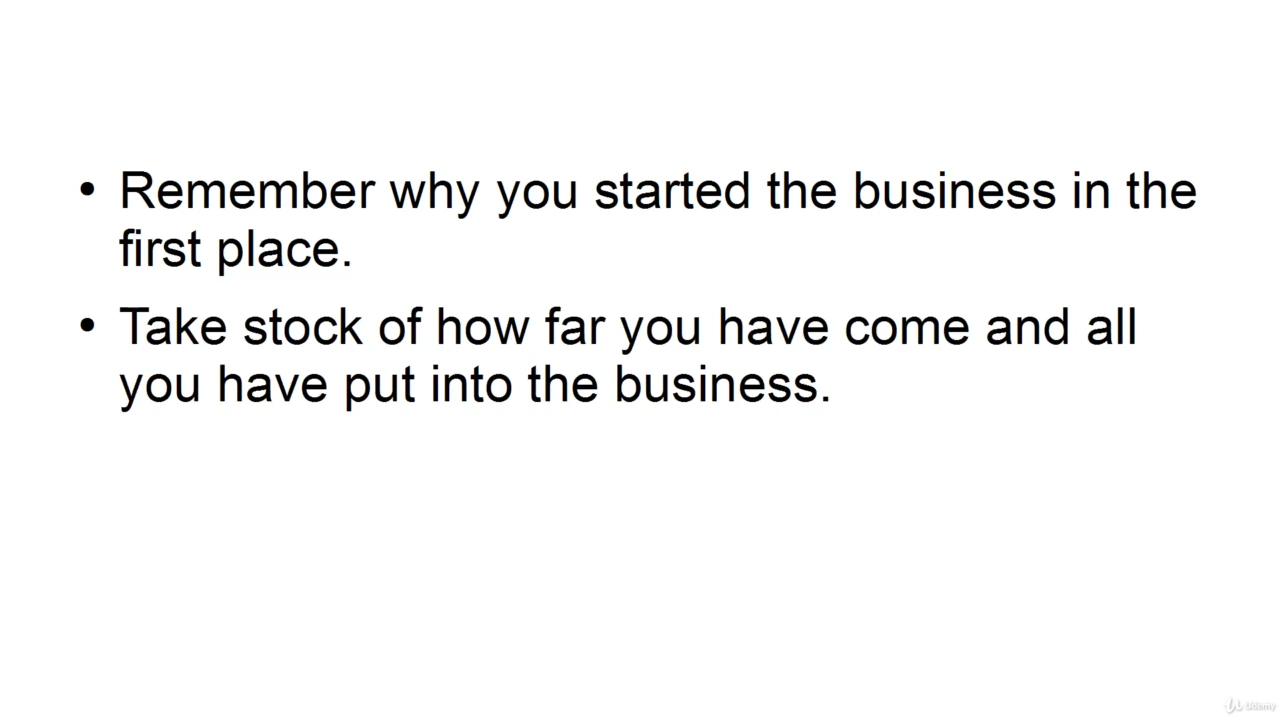 • Remember why you started the business in the
first place.
• Take stock of how far you have come and all
you have put into the business.
Udemy